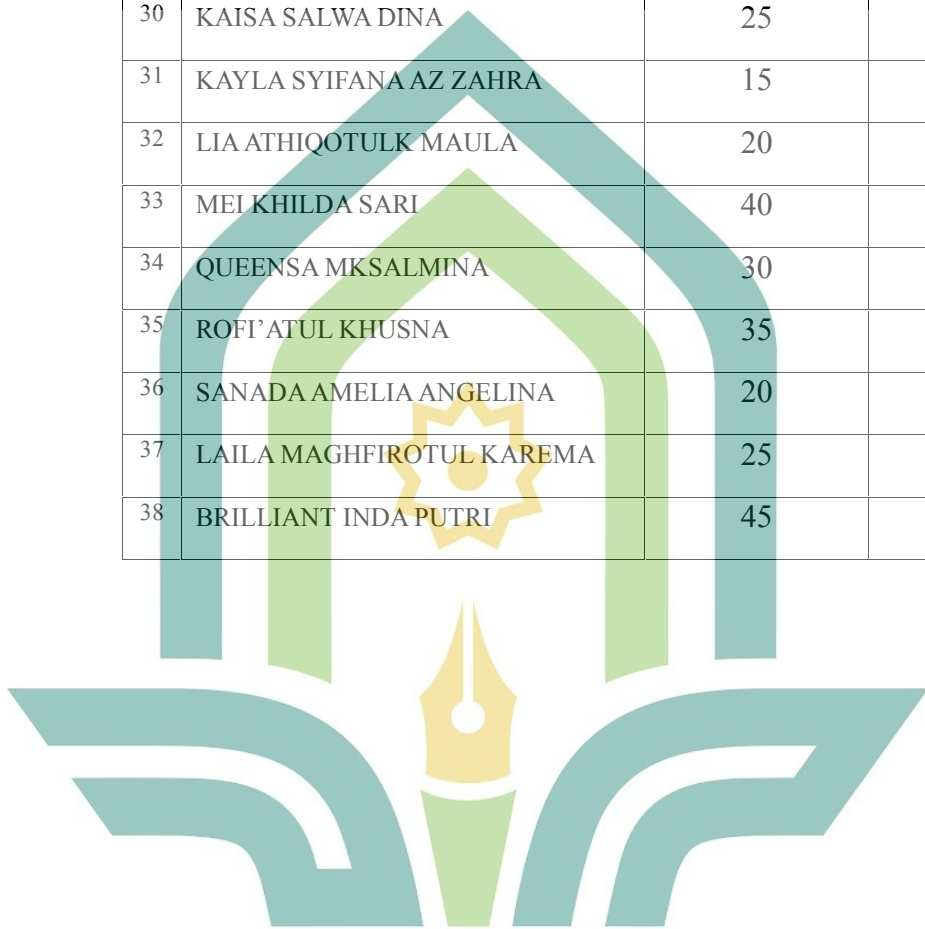 30 KAISA SALWA DINA 25
31 KAYLA SYIFANA AZ ZAHRA 15
32 LIA ATHIQOTULK MAULA 20
33 MEI KHILDA SARI 40
34 QUEENSA MKSALMINA 30
35 ROFI’ATUL KHUSNA 35
36 SANADA AMELIA ANGELINA 20
37 LAILA MAGHFIROTUL KAREMA 25
38 BRILLIANT INDA PUTRI 45